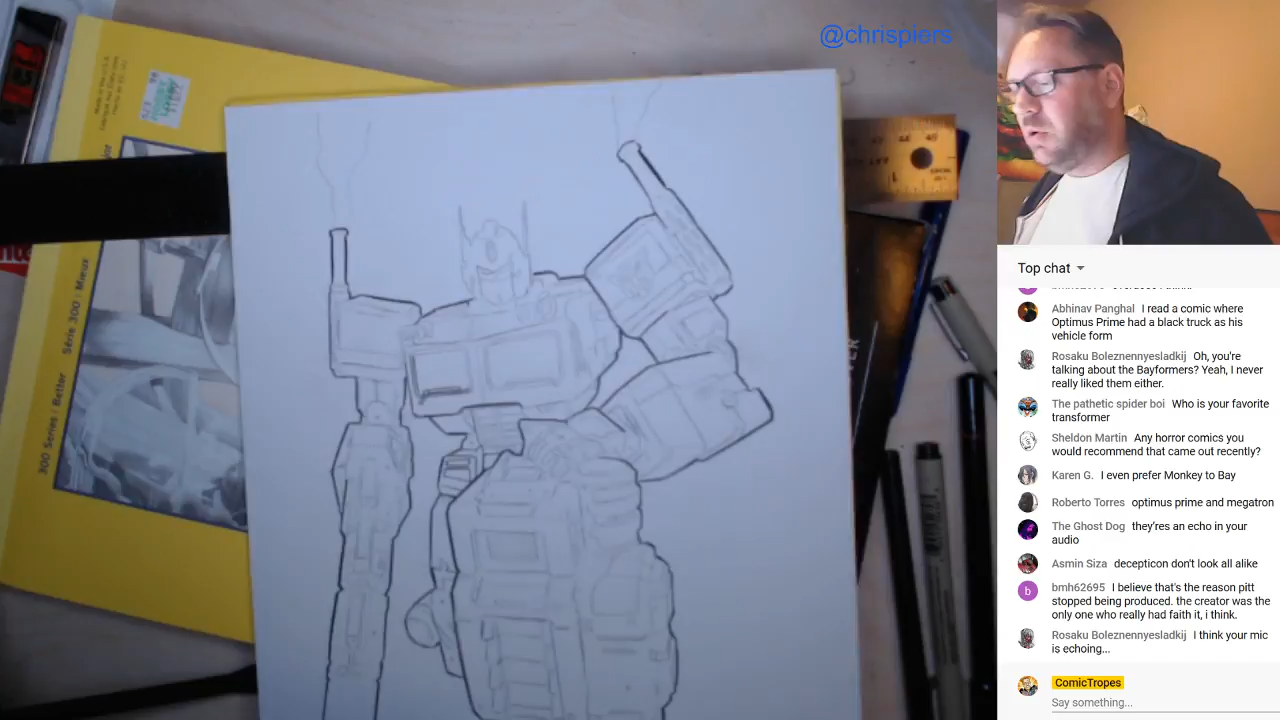 @chrispiers
Série 300 : Mieux
300 Series : Better
44 45
Top chat
Abhinav Panghal I read a comic where
Optimus Prime had a black truck as his
vehicle form
Rosaku Boleznennyesladkij Oh, you're
talking about the Bayformers? Yeah, I never
really liked them either.
The pathetic spider boi Who is your favorite
transformer
Sheldon Martin Any horror comics you
would recommend that came out recently?
Karen G. I even prefer Monkey to Bay
Roberto Torres optimus prime and megatron
The Ghost Dog they'res an echo in your
audio
Asmin Siza decepticon don't look all alike
b
bmh62695 I believe that's the reason pitt
stopped being produced. the creator was the
only one who really had faith it, i think.
Rosaku Boleznennyesladkij I think your mic
is echoing...
ComicTropes
Say something...